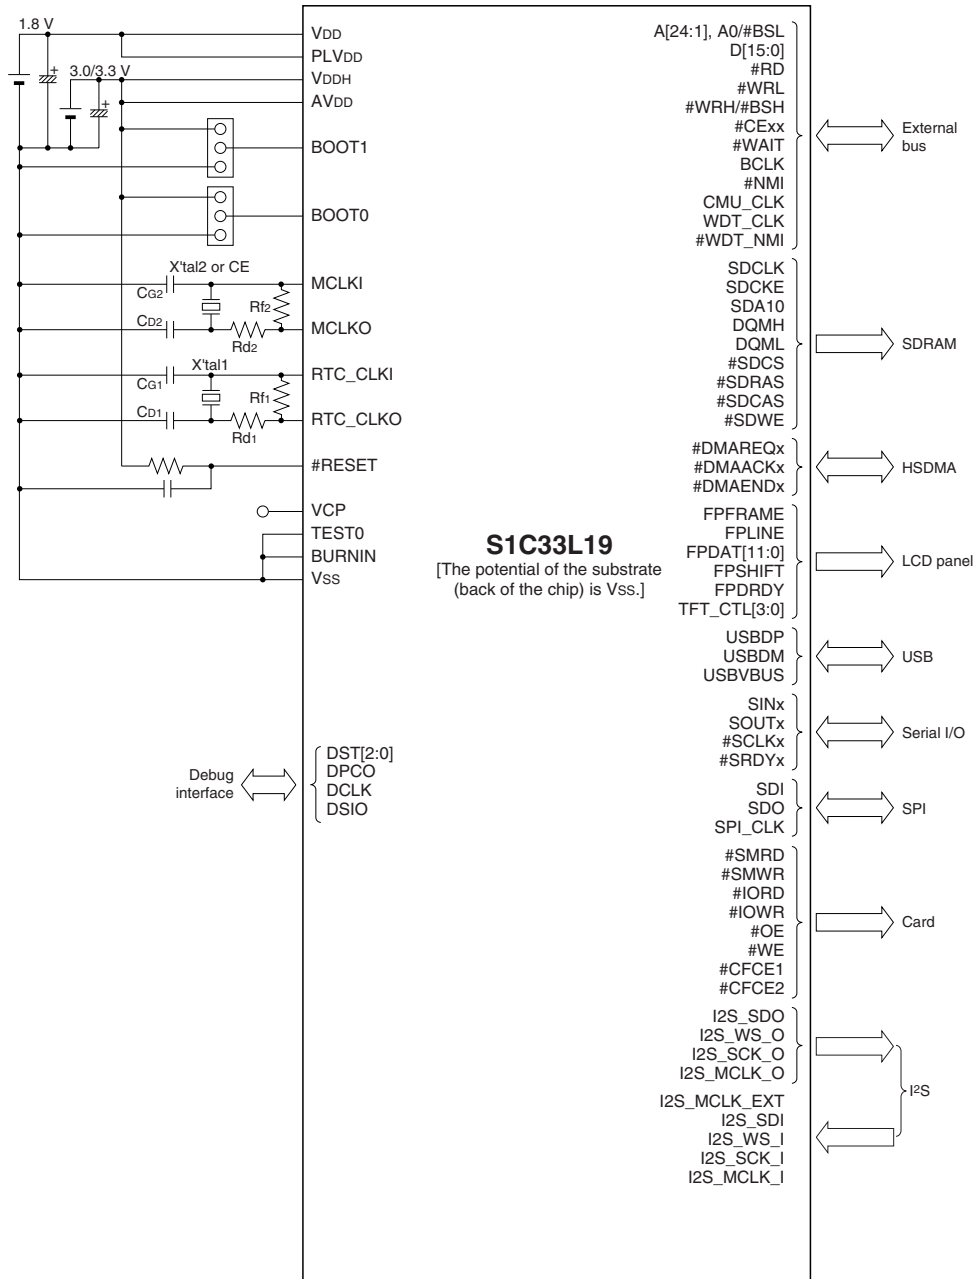 1.8 V
3.0/3.3 V
VDD
PLVDD
VDDH
AVDD
BOOT1
BOOT0
X'tal2 or CE
CG2
MCLKI
Rf2
CD2
MCLKO
Rd2
X'tal1
CG1
RTC_CLKI
Rf1
CD1
RTC_CLKO
Rd1
#RESET
VCP
TEST0
BURNIN
VSS
S1C33L19
[The potential of the substrate
(back of the chip) is VSS.]
Debug
interface
DST[2:0]
DPCO
DCLK
DSIO
A[24:1], A0/#BSL
D[15:0]
#RD
#WRL
#WRH/#BSH
#CExx
#WAIT
BCLK
#NMI
CMU_CLK
WDT_CLK
#WDT_NMI
External
bus
SDCLK
SDCKE
SDA10
DQMH
DQML
#SDCS
#SDRAS
#SDCAS
#SDWE
SDRAM
#DMAREQx
#DMAACKx
#DMAENDx
HSDMA
FPFRAME
FPLINE
FPDAT[11:0]
FPSHIFT
FPDRDY
TFT_CTL[3:0]
LCD panel
USBDP
USBDM
USBVBUS
USB
SINx
SOUTx
#SCLKx
#SRDYx
Serial I/O
SDI
SDO
SPI_CLK
SPI
#SMRD
#SMWR
#IORD
#IOWR
#OE
#WE
#CFCE1
#CFCE2
Card
I2S_SDO
I2S_WS_O
I2S_SCK_O
I2S_MCLK_O
I2S_MCLK_EXT
I2S_SDI
I2S_WS_I
I2S_SCK_I
I2S_MCLK_I
I²S